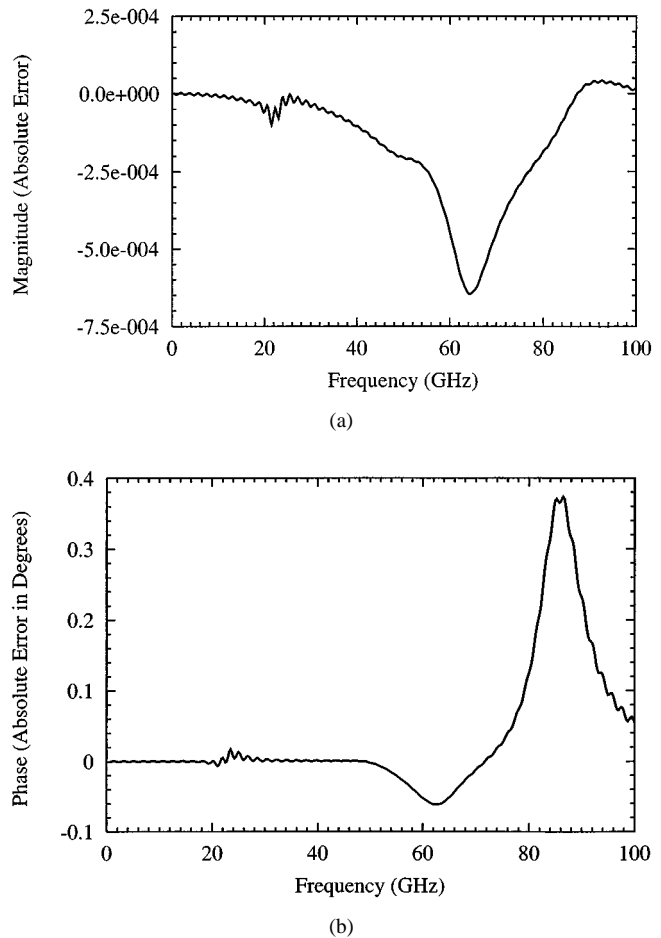 2.5e-004
0.0e+000
-2.5e-004
-5.0e-004
-7.5e-004
Magnitude (Absolute Error)
0 20 40 60 80 100
Frequency (GHz)
(a)
0.4
0.3
0.2
0.1
0
-0.1
Phase (Absolute Error in Degrees)
0 20 40 60 80 100
Frequency (GHz)
(b)